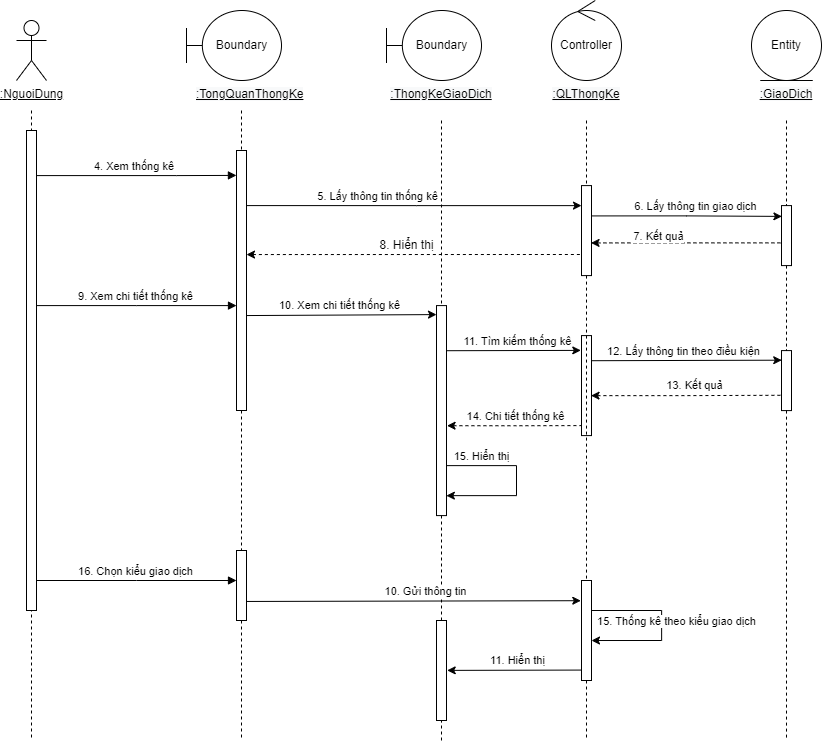 Boundary
Boundary
Controller
Entity
:NguoiDung
:TongQuanThongKe
:ThongKeGiaoDich
:QLThongKe
:GiaoDich
4. Xem thống kê
5. Lấy thông tin thống kê
6. Lấy thông tin giao dịch
7. Kết quả
8. Hiển thị
9. Xem chi tiết thống kê
10. Xem chi tiết thống kê
11. Tìm kiếm thống kê
12. Lấy thông tin theo điều kiện
13. Kết quả
14. Chi tiết thống kê
15. Hiển thị
16. Chọn kiểu giao dịch
10. Gửi thông tin
15. Thống kê theo kiểu giao dịch
11. Hiển thị